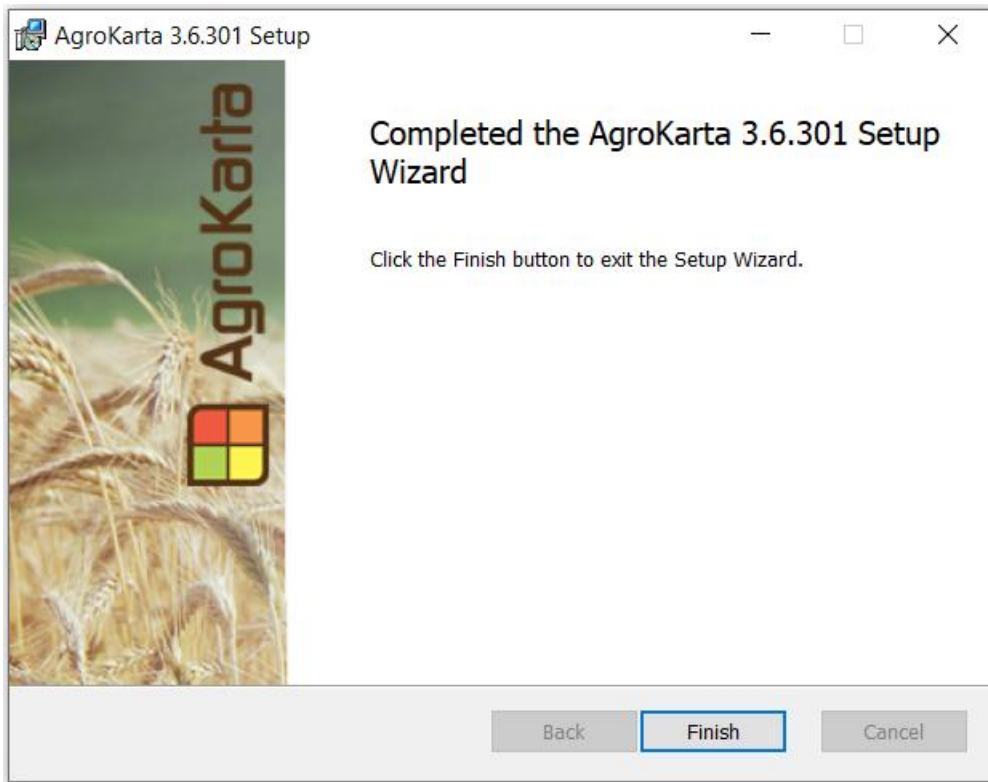 AgroKarta 3.6.301 Setup
AgroKarta
Completed the AgroKarta 3.6.301 Setup
Wizard
Click the Finish button to exit the Setup Wizard.
Back
Finish
Cancel